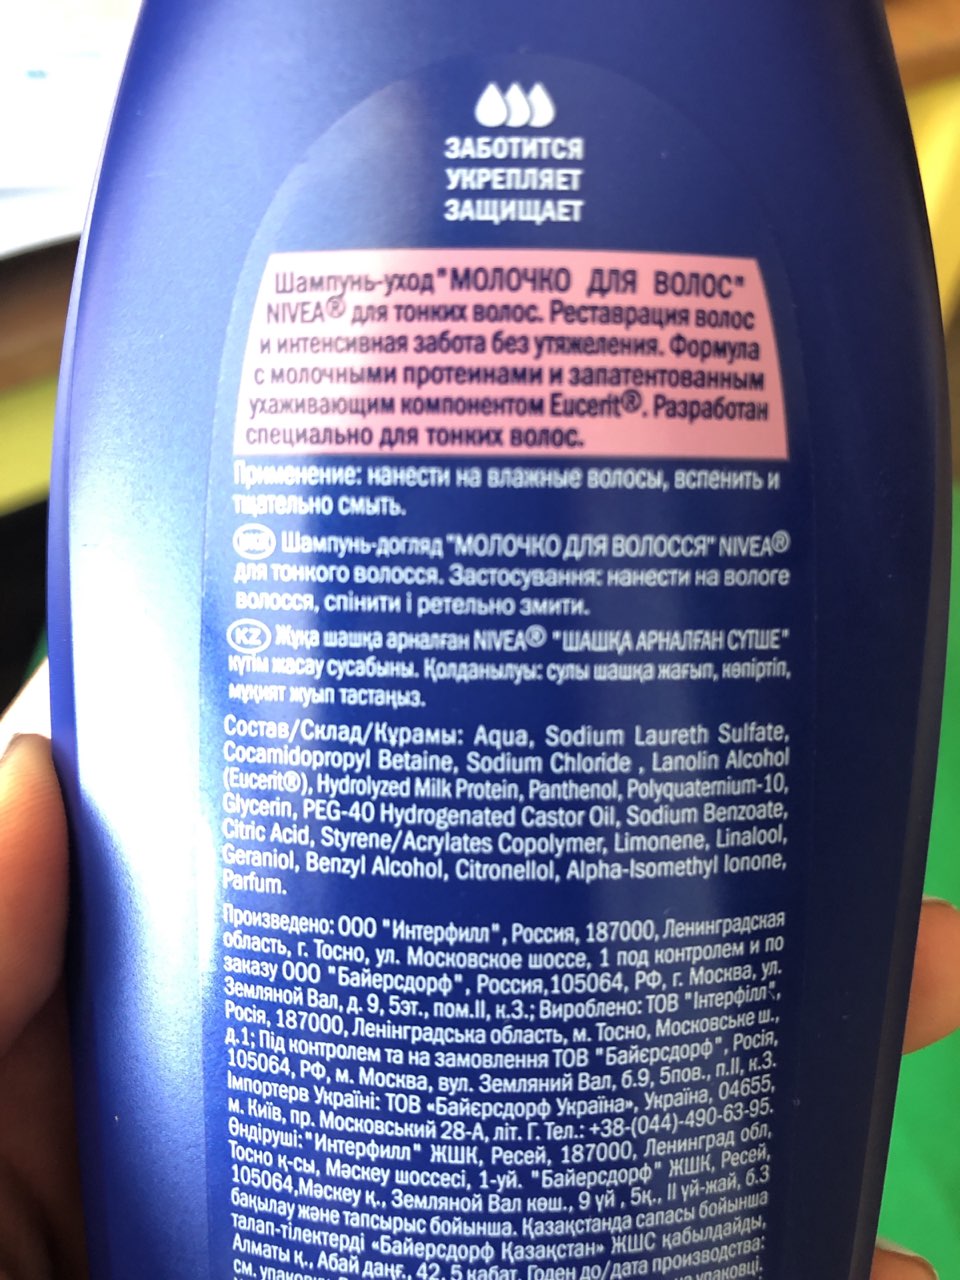 ЗАБОТИТСЯ
УКРЕПЛЯЕТ
ЗАЩИЩАЕТ
Шампунь-уход "МОЛОЧКО ДЛЯ ВОЛОС"
NIVEA® для тонких волос. Реставрация волос
и интенсивная забота без утяжеления. Формула
с молочными протеинами и запатентованным
ухаживающим компонентом Eucerit®. Разработан
специально для тонких волос.
Применение: нанести на влажные волосы, вспенить и
тщательно смыть.
Шампунь-догляд "МОЛОЧКО ДЛЯ ВОЛОССЯ" NIVEA®
для тонкого волосся. Застосування: нанести на вологе
волосся, спінити і ретельно змити.
KZ Жұқа шашқа арналған NIVEA® "ШАШҚА АРНАЛҒАН СҮТШЕ"
күтім жасау сусабыны. Қолданылуы: сулы шашқа жағып, көпіртіп,
мұқият жуып тастаңыз.
Состав/Склад/Құрамы: Aqua, Sodium Laureth Sulfate,
Cocamidopropyl Betaine, Sodium Chloride , Lanolin Alcohol
(Eucerit®), Hydrolyzed Milk Protein, Panthenol, Polyquaternium-10,
Glycerin, PEG-40 Hydrogenated Castor Oil, Sodium Benzoate,
Citric Acid, Styrene/Acrylates Copolymer, Limonene, Linalool,
Geraniol, Benzyl Alcohol, Citronellol, Alpha-Isomethyl Ionone,
Parfum.
Произведено: ООО "Интерфилл", Россия, 187000, Ленинградская
область, г. Тосно, ул. Московское шоссе, 1 под контролем и по
заказу ООО "Байерсдорф", Россия,105064, РФ, г. Москва, ул.
Земляной Вал, д. 9, 5эт., пом.II, к.3.; Вироблено: ТОВ "Інтерфілл",
Росія, 187000, Ленінградська область, м. Тосно, Московське ш.,
д.1; Під контролем та на замовлення ТОВ "Байєрсдорф", Росія,
105064, РФ, м. Москва, вул. Земляний Вал, б.9, 5пов., п.II, к.3.
Імпортерв Україні: ТОВ «Байєрсдорф Україна», Україна, 04655,
м. Київ, пр. Московський 28-А, літ. Г. Тел.: +38-(044)-490-63-95.
Өндіруші: "Интерфилл" ЖШҚ, Ресей, 187000, Ленинград обл,
Тосно қ-сы, Мәскеу шоссесі, 1-уй. "Байерсдорф" ЖШҚ, Ресей,
105064,Мәскеу қ., Земляной Вал көш., 9 үй , 5қ., II үй-жай, б.3
бақылау және тапсырыс бойынша. Қазақстанда сапасы бойынша
талап-тілектерді «Байерсдорф Қазақстан» ЖШС қабылдайды,
Алматы қ., Абай даңғ., 42, 5 қабат. Годен до/дата производства:
см. упаковку.